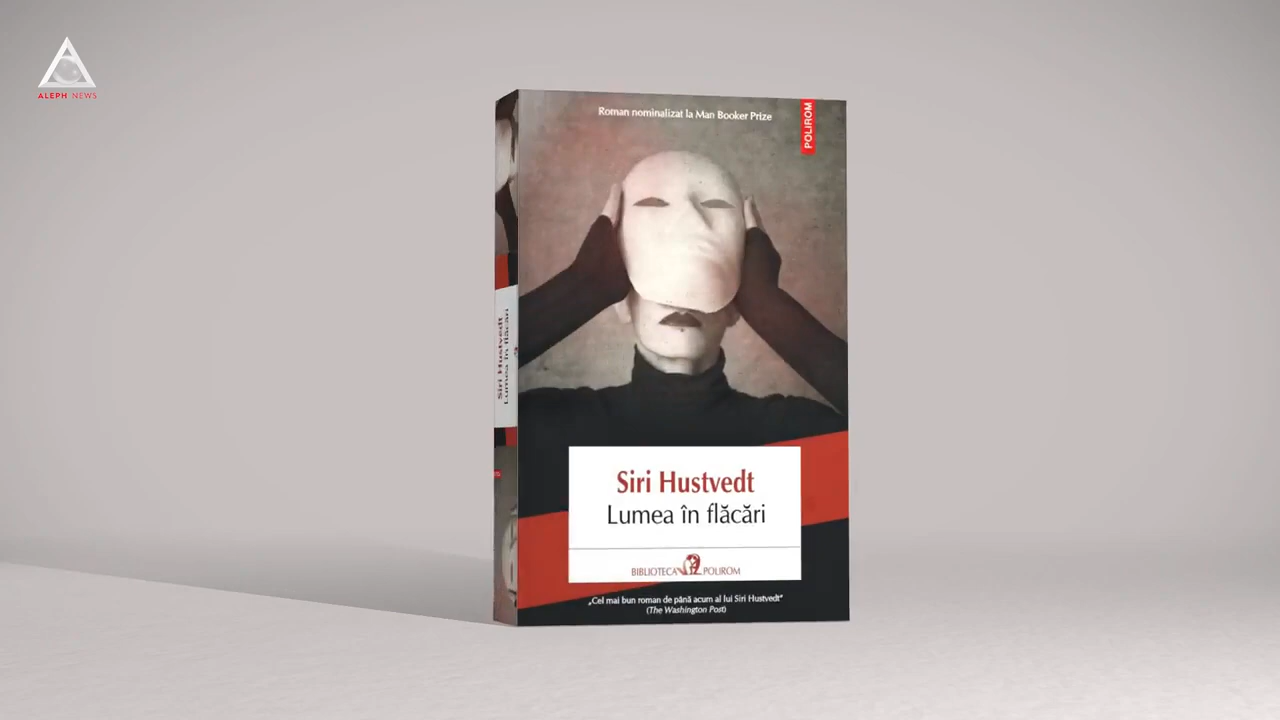 ALEPH NEWS
Roman nominalizat la Man Booker Prize
POLIROM
Siri Hustvedt
Lumea în flăcări
Siri Hustvedt
Lumea în flăcări
BIBLIOTECA POLIROM
„Cel mai bun roman de până acum al lui Siri Hustvedt”
(The Washington Post)